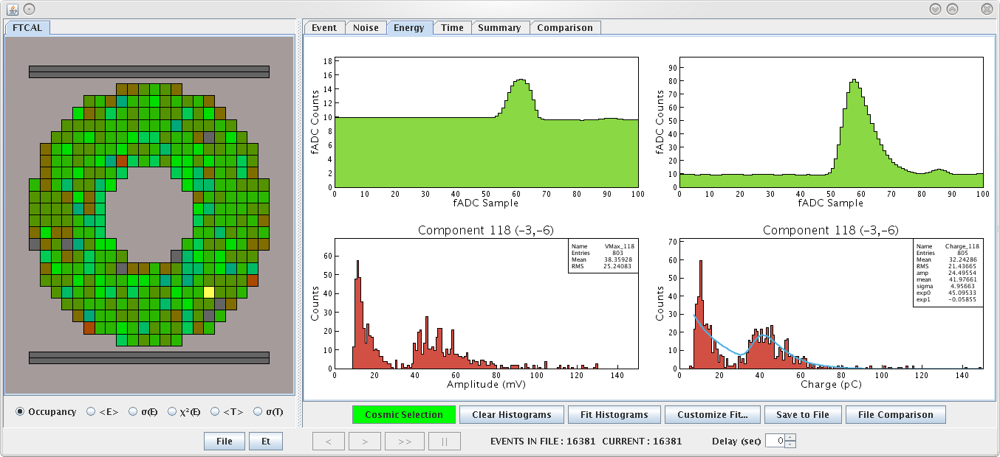 FTCAL
Event Noise Energy Time Summary Comparison
18
16
14
12
10
8
6
4
2
0
fADC Counts
0 10 20 30 40 50 60 70 80 90 100
fADC Sample
90
80
70
60
50
40
30
20
10
0
fADC Counts
0 10 20 30 40 50 60 70 80 90 100
fADC Sample
Component 118 (−3,−6)
60
50
40
30
20
10
0
Counts
Name VMax_118
Entries 803
Mean 38.35928
RMS 25.24083
0 20 40 60 80 100 120 140
Amplitude (mV)
Component 118 (−3,−6)
70
60
50
40
30
20
10
0
Counts
Name Charge_118
Entries 805
Mean 32.24286
RMS 21.43665
amp 24.49554
mean 41.97661
sigma 4.95663
exp0 45.09533
exp1 −0.05855
0 20 40 60 80 100 120 140
Charge (pC)
Occupancy <E> σ(E) χ²(E) <T> σ(T)
Cosmic Selection Clear Histograms Fit Histograms Customize Fit... Save to File File Comparison
File Et < > >> || EVENTS IN FILE : 16381 CURRENT : 16381 Delay (sec) 0